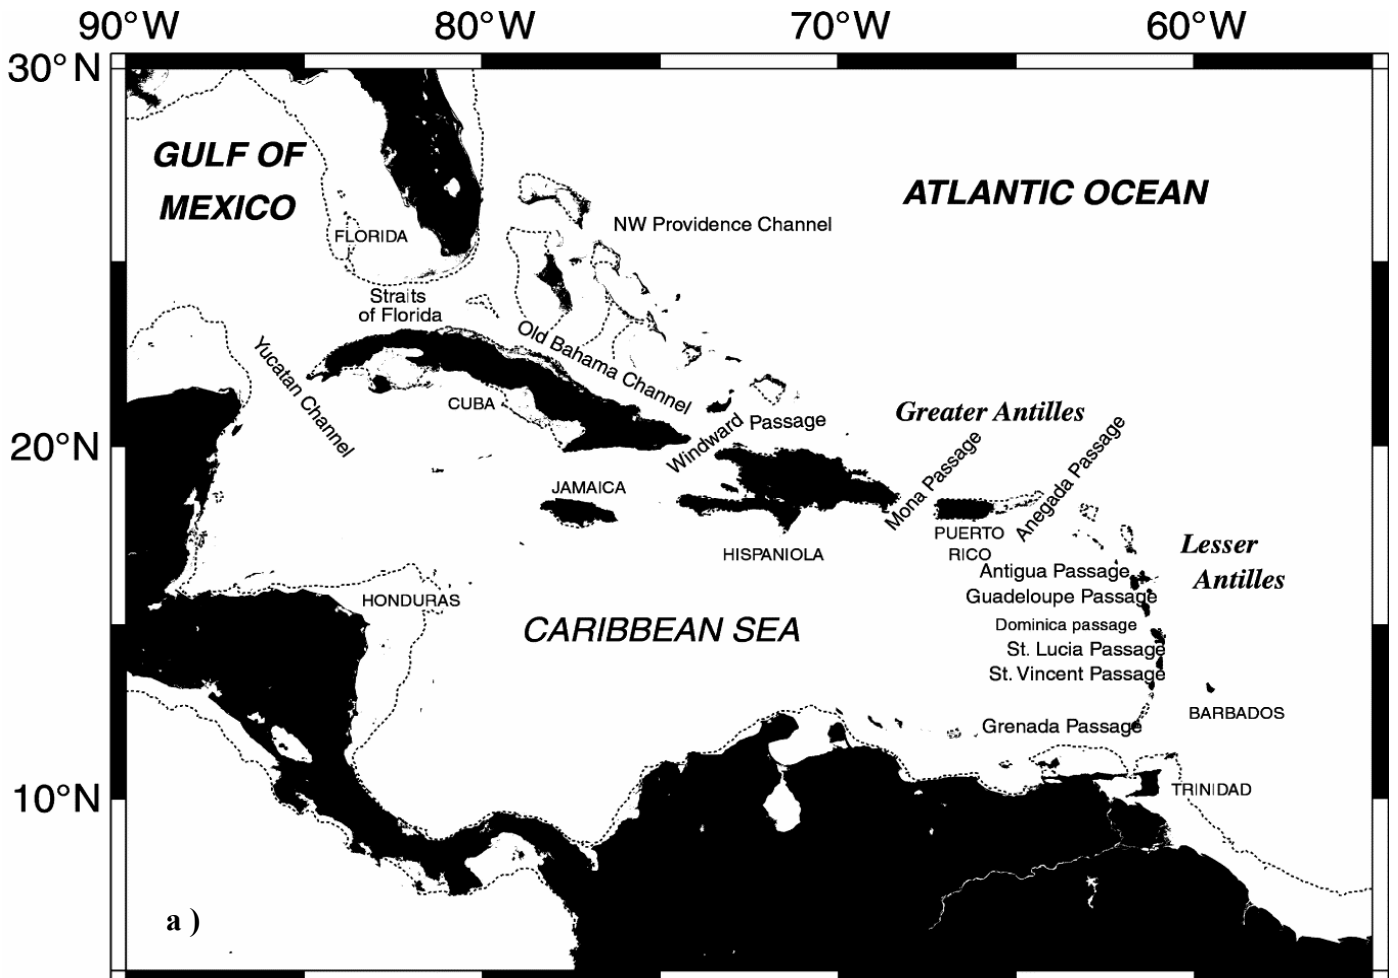 90°W 80°W 70°W 60°W
30°N
GULF OF
MEXICO
ATLANTIC OCEAN
NW Providence Channel
FLORIDA
Straits
of Florida
Old Bahama Channel
Yucatan Channel
CUBA
Windward Passage
Greater Antilles
20°N
Mona Passage
Anegada Passage
JAMAICA
HISPANIOLA
PUERTO
RICO
Lesser
Antilles
Antigua Passage
Guadeloupe Passage
HONDURAS
CARIBBEAN SEA
Dominica passage
St. Lucia Passage
St. Vincent Passage
BARBADOS
Grenada Passage
10°N
TRINIDAD
a )